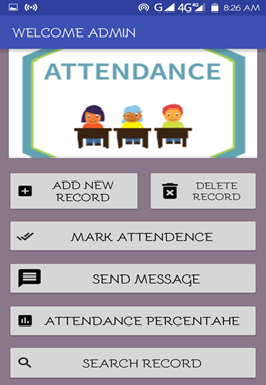 G 4G 4G 8:26 AM
WELCOME ADMIN
ATTENDANCE
ADD NEW
RECORD
DELETE
RECORD
MARK ATTENDENCE
SEND MESSAGE
ATTENDANCE PERCENTAHE
SEARCH RECORD